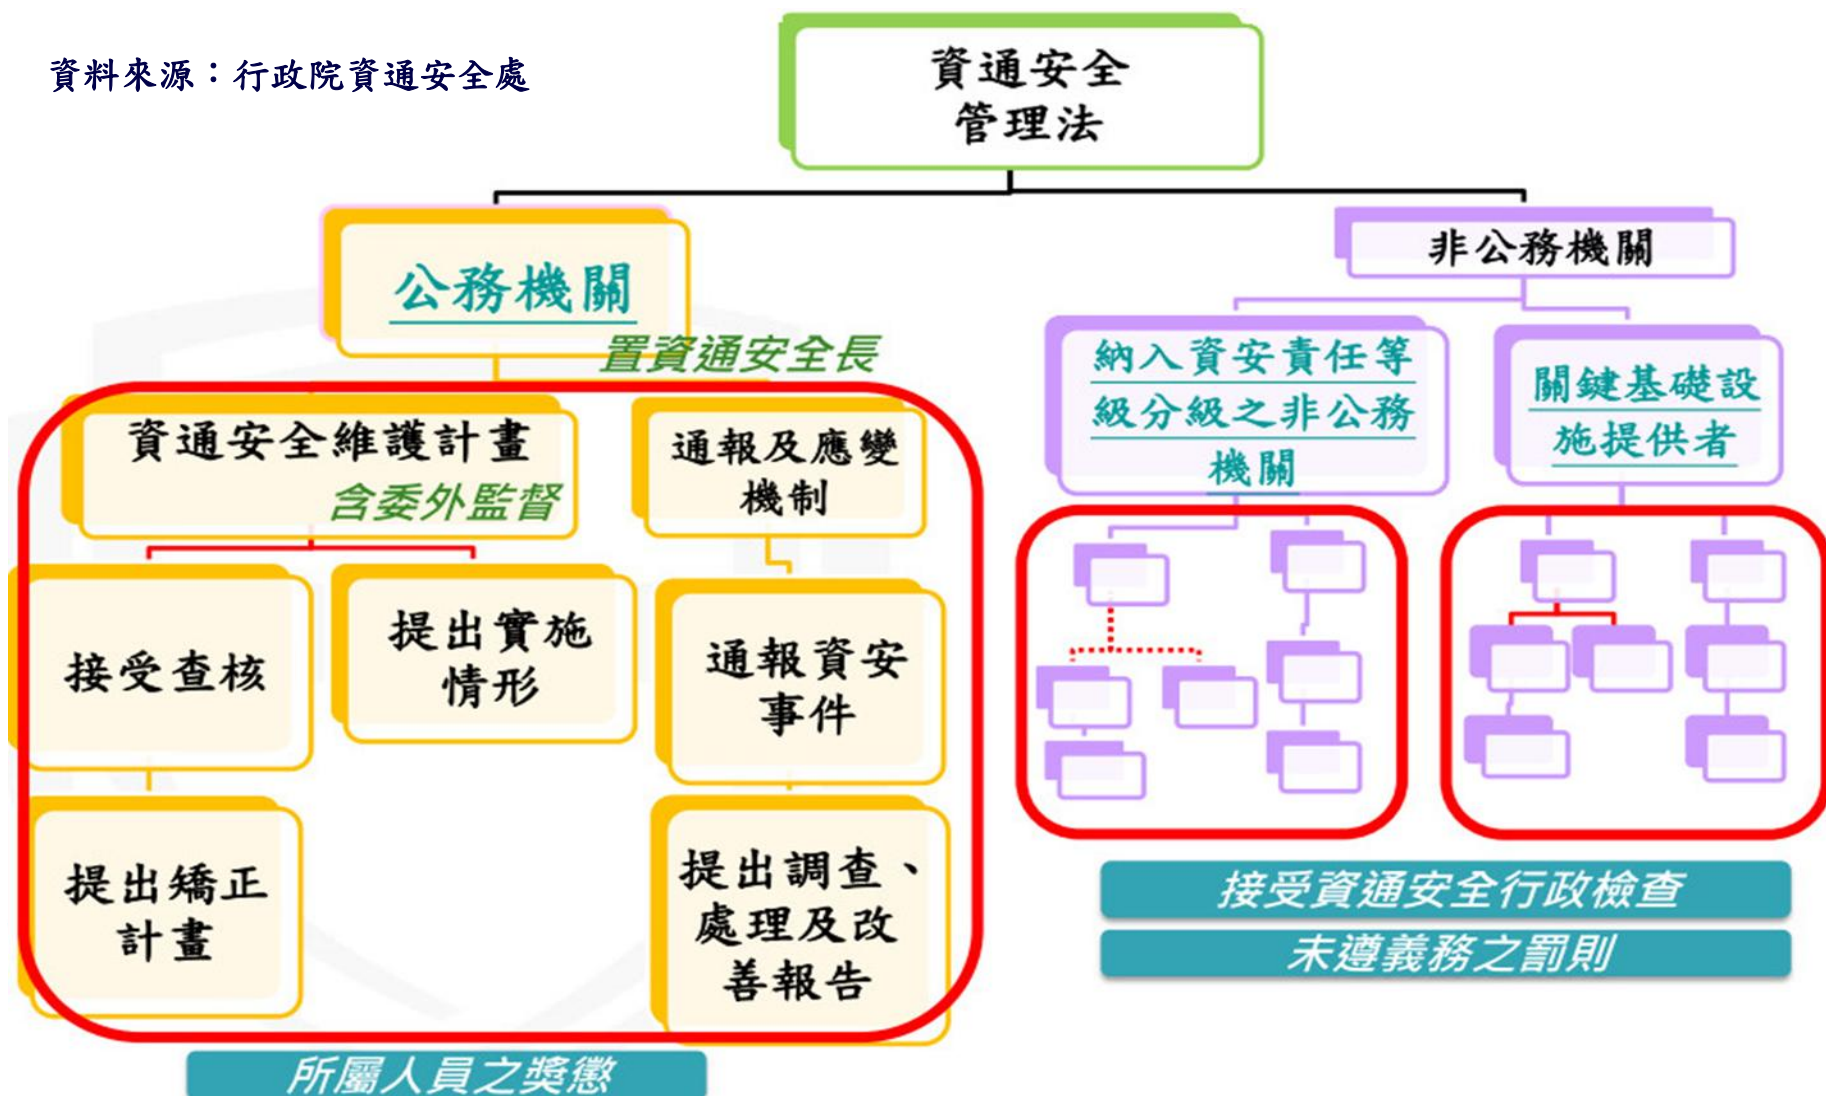 資料來源：行政院資通安全處
資通安全
管理法
公務機關
置資通安全長
資通安全維護計畫
含委外監督
通報及應變
機制
接受查核
提出實施
情形
通報資安
事件
提出矯正
計畫
提出調查、
處理及改
善報告
所屬人員之獎懲
非公務機關
納入資安責任等
級分級之非公務
機關
關鍵基礎設
施提供者
接受資通安全行政檢查
未遵義務之罰則